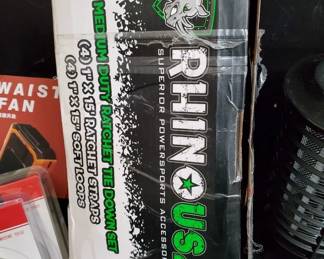 RHINO USA
SUPERIOR POWERSPORTS ACCESSOR
MEDIUM DUTY RATCHET TIE DOWN SET
(4) 1" X 15' RATCHET STRAPS
(4) 1" X 15" SOFT LOOPS
WAIST
FAN